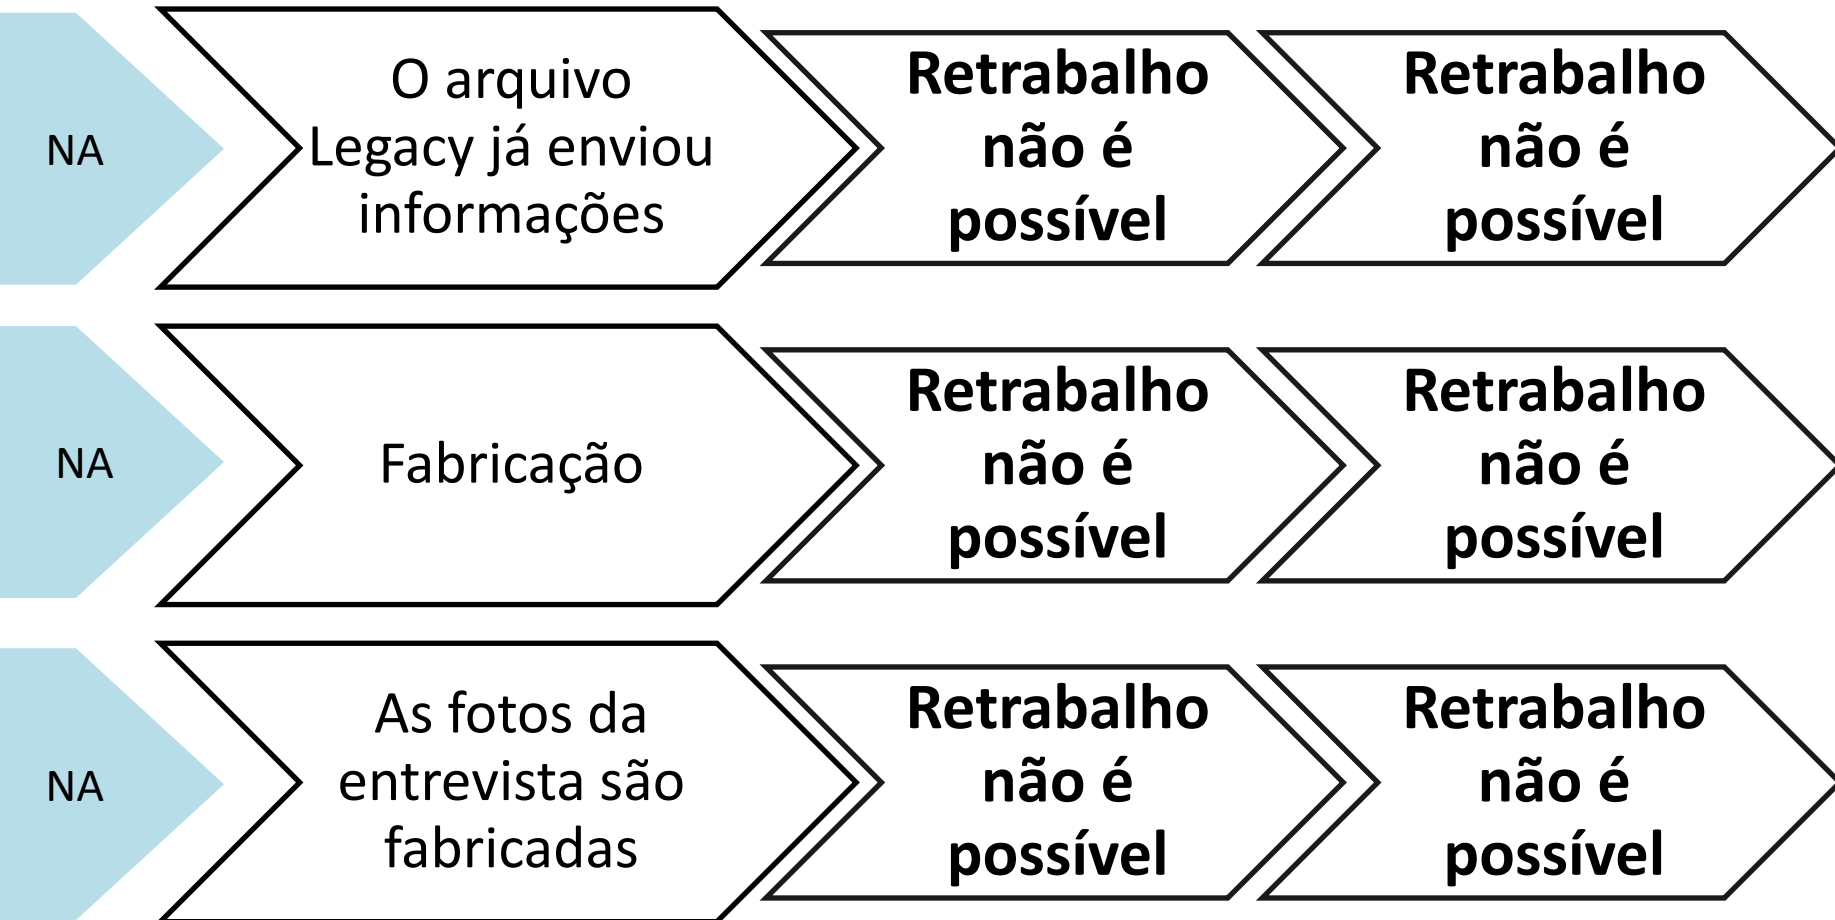 NA
O arquivo
Legacy já enviou
informações
Retrabalho
não é
possível
Retrabalho
não é
possível
NA
Fabricação
Retrabalho
não é
possível
Retrabalho
não é
possível
NA
As fotos da
entrevista são
fabricadas
Retrabalho
não é
possível
Retrabalho
não é
possível